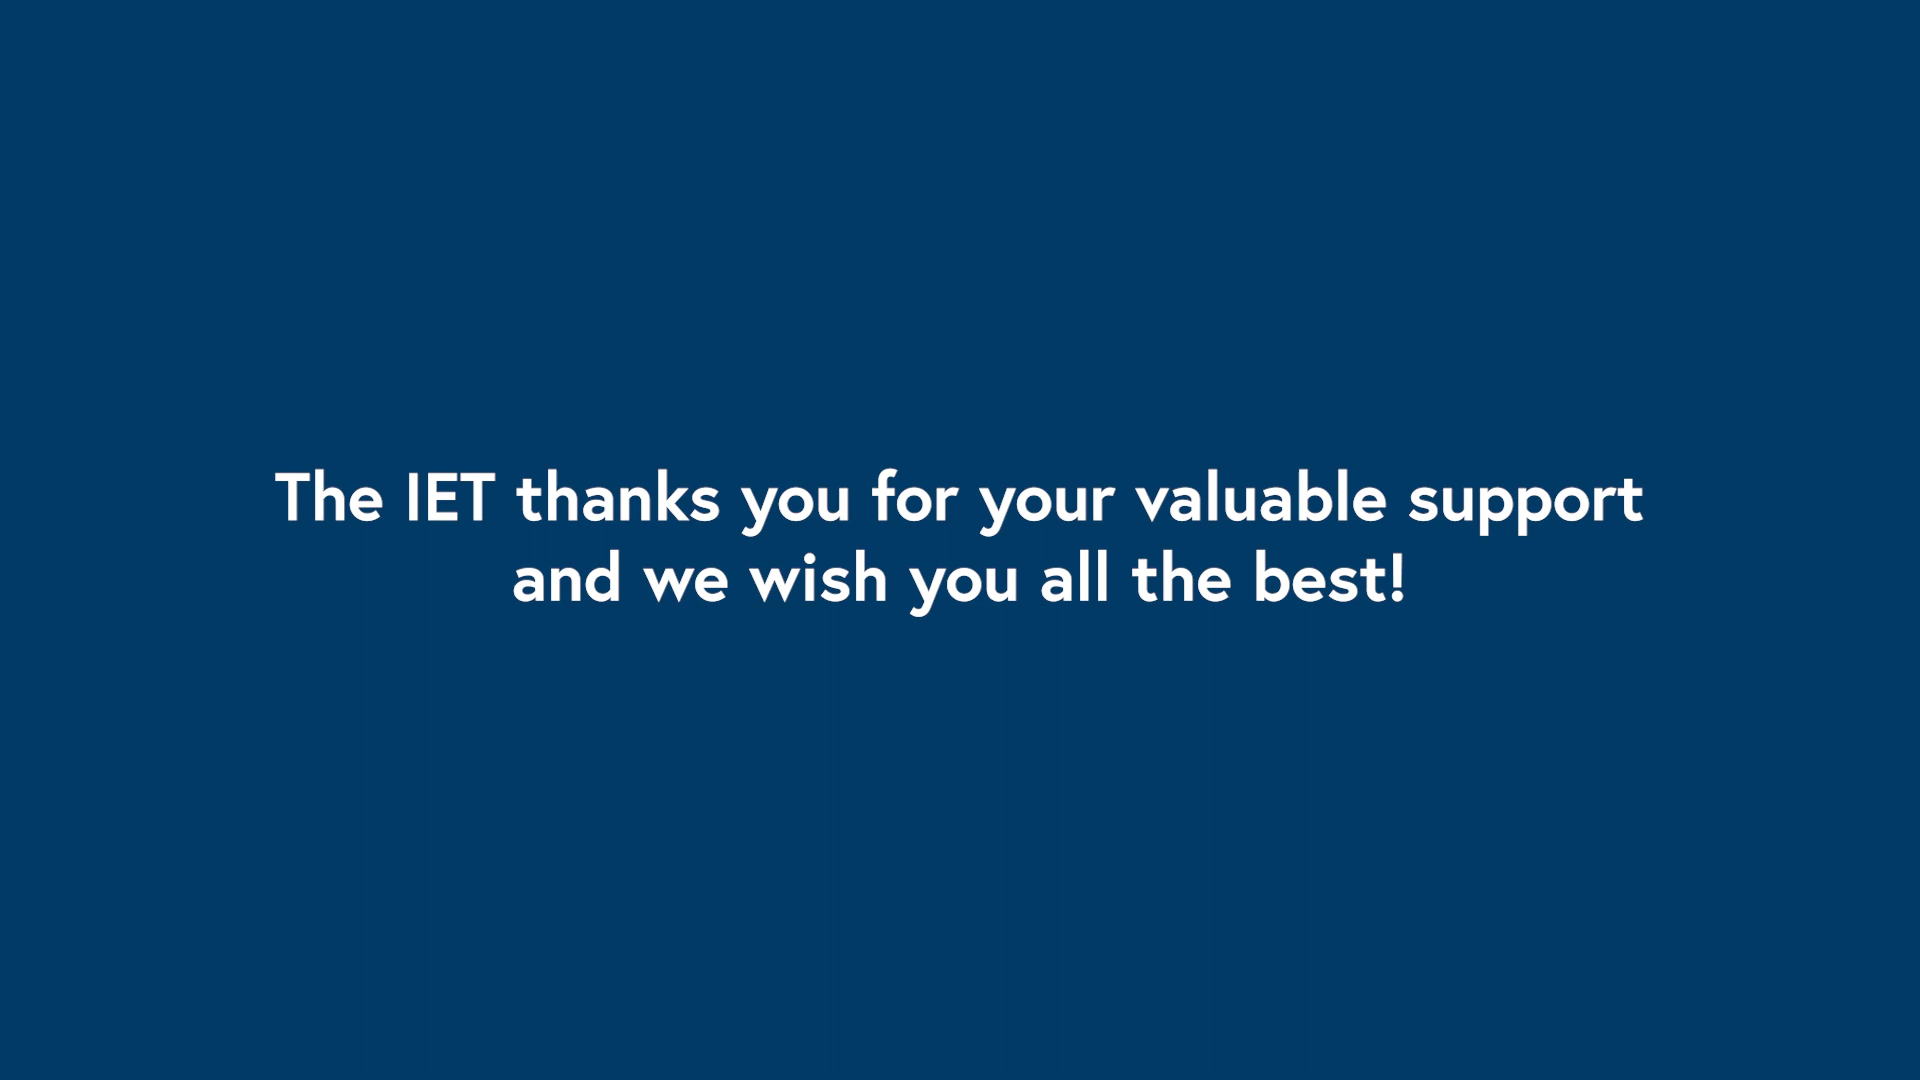 The IET thanks you for your valuable support
and we wish you all the best!